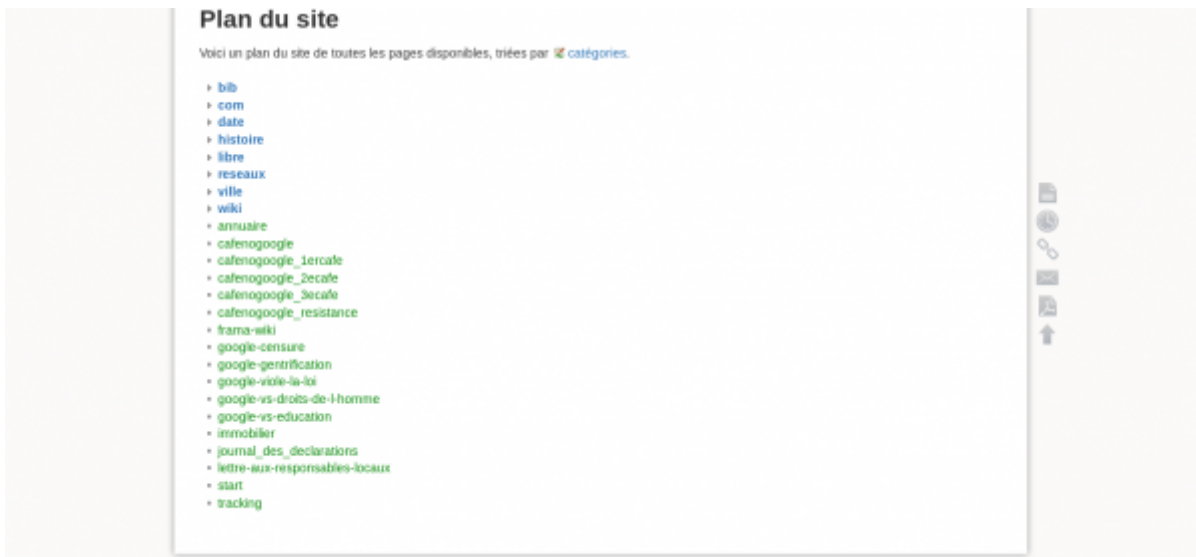 Plan du site
Voici un plan du site de toutes les pages disponibles, triées par catégories.
bib
com
date
histoire
libre
reseaux
ville
wiki
annuaire
cafenogoogle
cafenogoogle_1ercafe
cafenogoogle_2ecafe
cafenogoogle_3ecafe
cafenogoogle_resistance
frama-wiki
google-censure
google-gentrification
google-viole-la-loi
google-vs-droits-de-l-homme
google-vs-education
immobilier
journal_des_declarations
lettre-aux-responsables-locaux
start
tracking